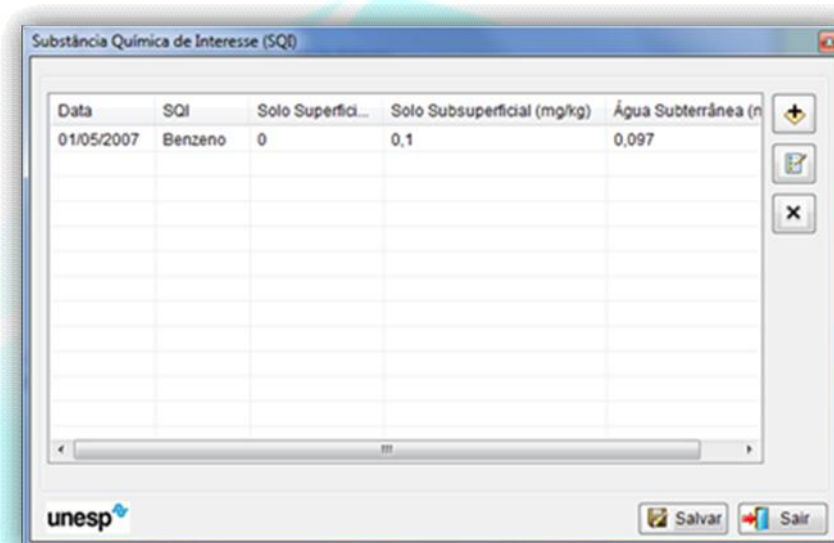 Substância Química de Interesse (SQI)
Data SQI Solo Superfici... Solo Subsuperficial (mg/kg) Água Subterrânea (n
01/05/2007 Benzeno 0 0,1 0,097
unesp Salvar Sair